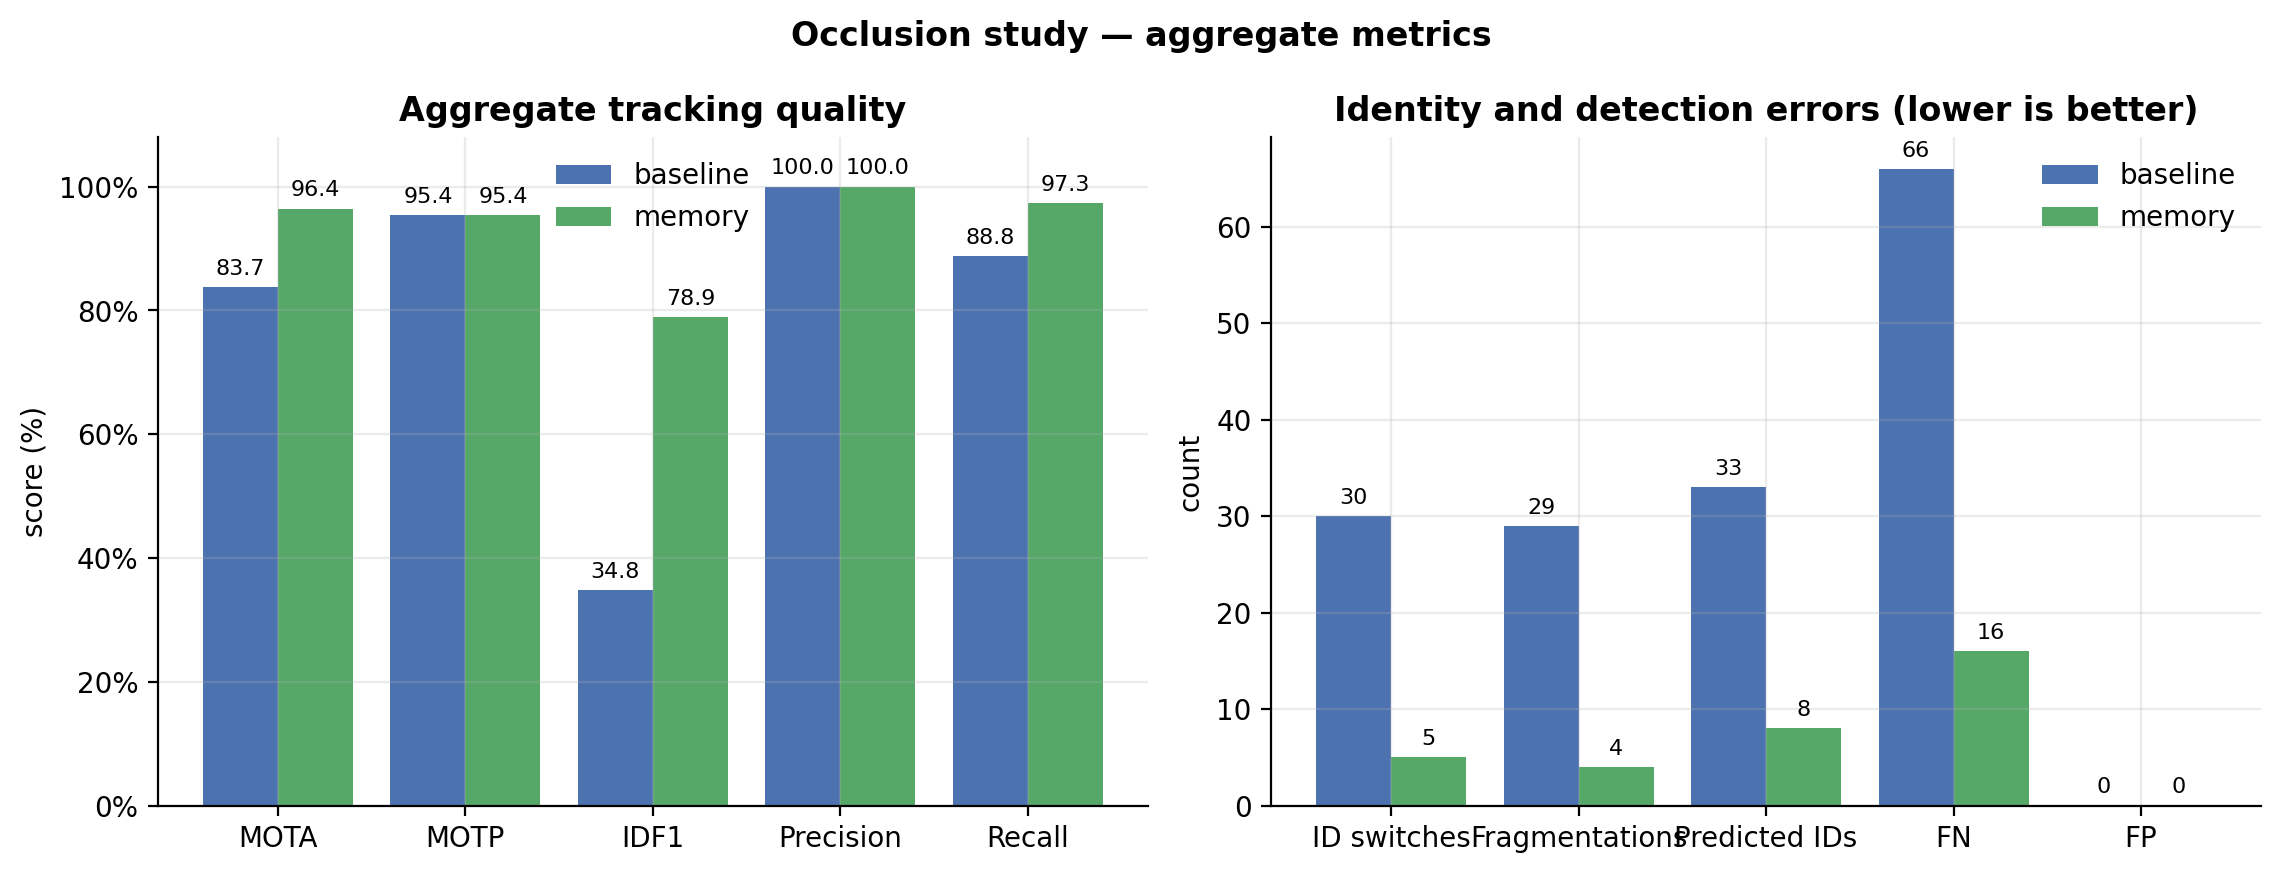 Occlusion study — aggregate metrics
Aggregate tracking quality
score (%)
100%
80%
60%
40%
20%
0%
83.7
96.4
95.4
95.4
34.8
78.9
100.0
100.0
88.8
97.3
baseline
memory
MOTA
MOTP
IDF1
Precision
Recall
Identity and detection errors (lower is better)
count
60
50
40
30
20
10
0
30
5
29
4
33
8
66
16
0
0
baseline
memory
ID switches
Fragmentations
Predicted IDs
FN
FP